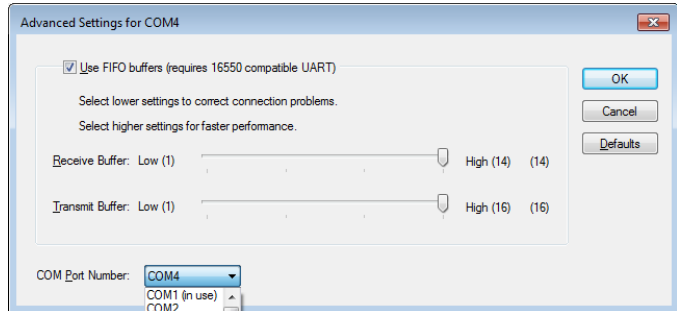 Advanced Settings for COM4
Use FIFO buffers (requires 16550 compatible UART)
OK
Select lower settings to correct connection problems.
Cancel
Select higher settings for faster performance.
Defaults
Receive Buffer: Low (1) High (14) (14)
Transmit Buffer: Low (1) High (16) (16)
COM Port Number: COM4
COM1 (in use)
COM2